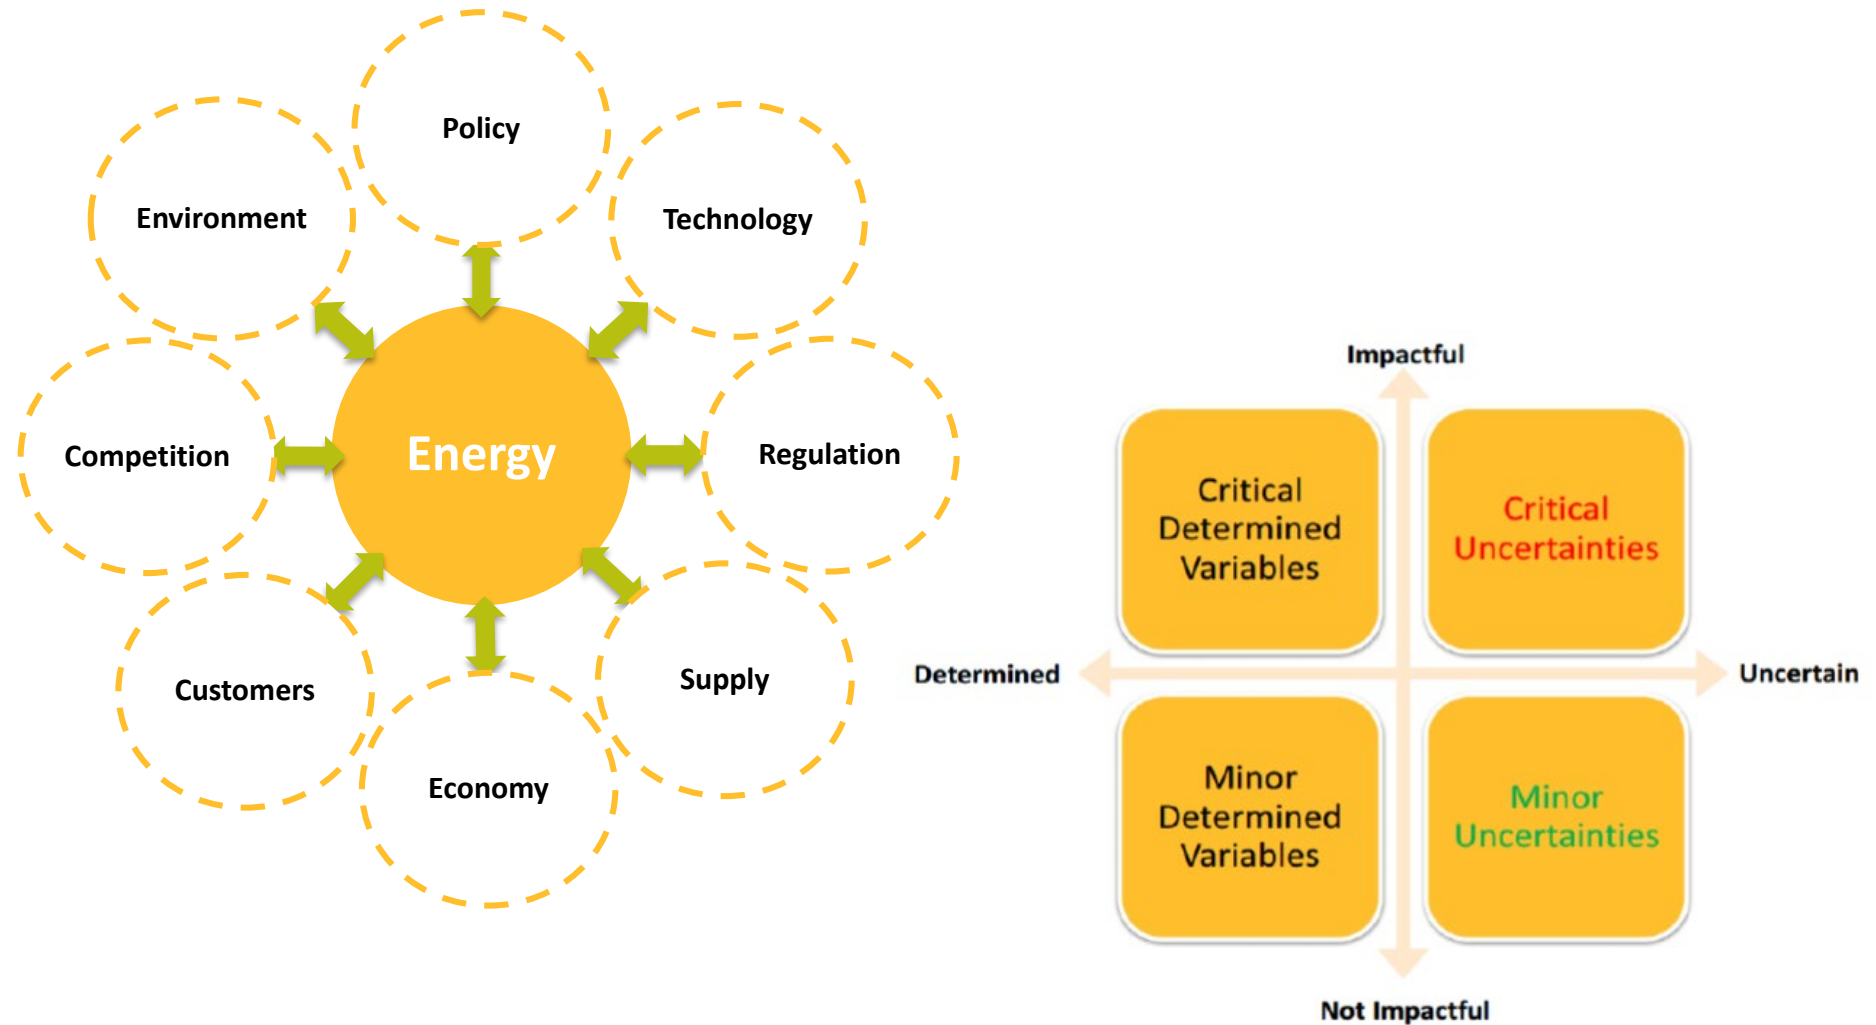 Policy
Environment
Technology
Competition
Energy
Regulation
Customers
Supply
Economy
Impactful
Critical
Determined
Variables
Critical
Uncertainties
Determined
Uncertain
Minor
Determined
Variables
Minor
Uncertainties
Not Impactful